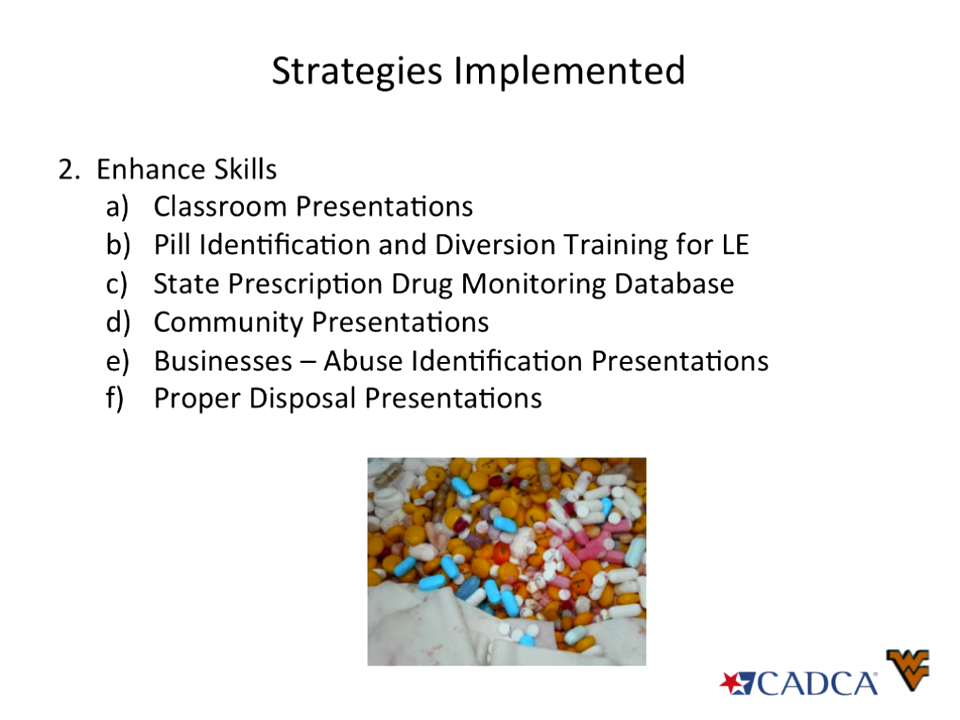 Strategies Implemented
2. Enhance Skills
a) Classroom Presentations
b) Pill Identification and Diversion Training for LE
c) State Prescription Drug Monitoring Database
d) Community Presentations
e) Businesses – Abuse Identification Presentations
f) Proper Disposal Presentations
CADCA®
WV